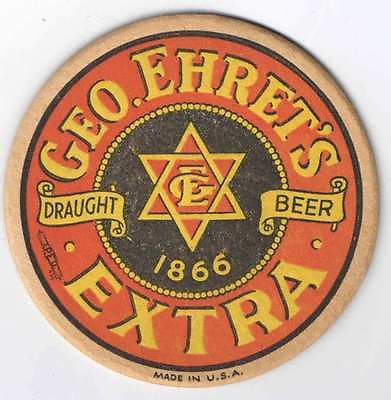 GEO. EHRET'S
DRAUGHT BEER
GE
1866
EXTRA
MADE IN U.S.A.